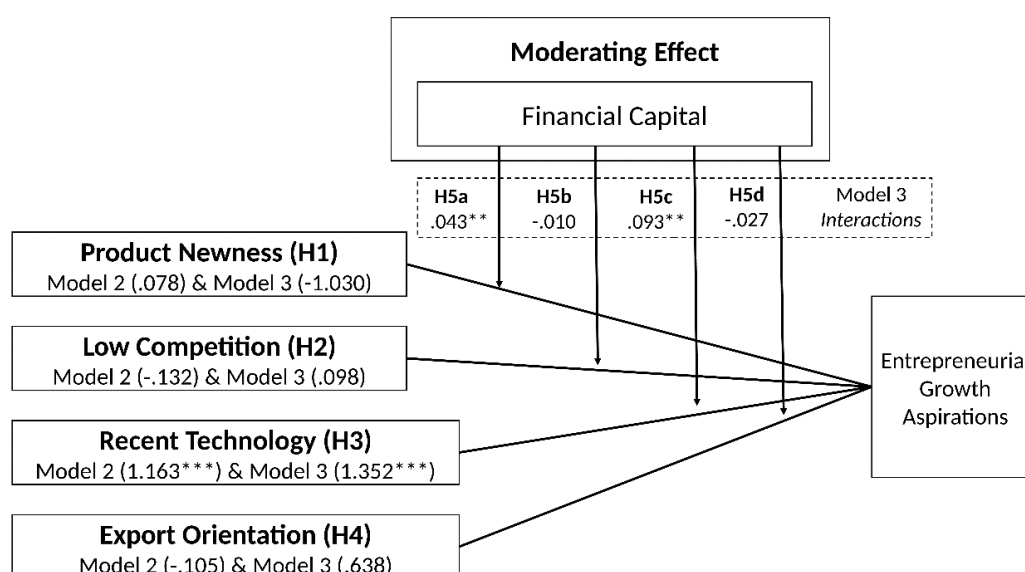 Moderating Effect
Financial Capital
H5a H5b H5c H5d Model 3
.043** -.010 .093** -.027 Interactions
Product Newness (H1)
Model 2 (.078) & Model 3 (-1.030)
Low Competition (H2)
Model 2 (-.132) & Model 3 (.098)
Recent Technology (H3)
Model 2 (1.163***) & Model 3 (1.352***)
Export Orientation (H4)
Model 2 (-.105) & Model 3 (.638)
Entrepreneuria
Growth
Aspirations